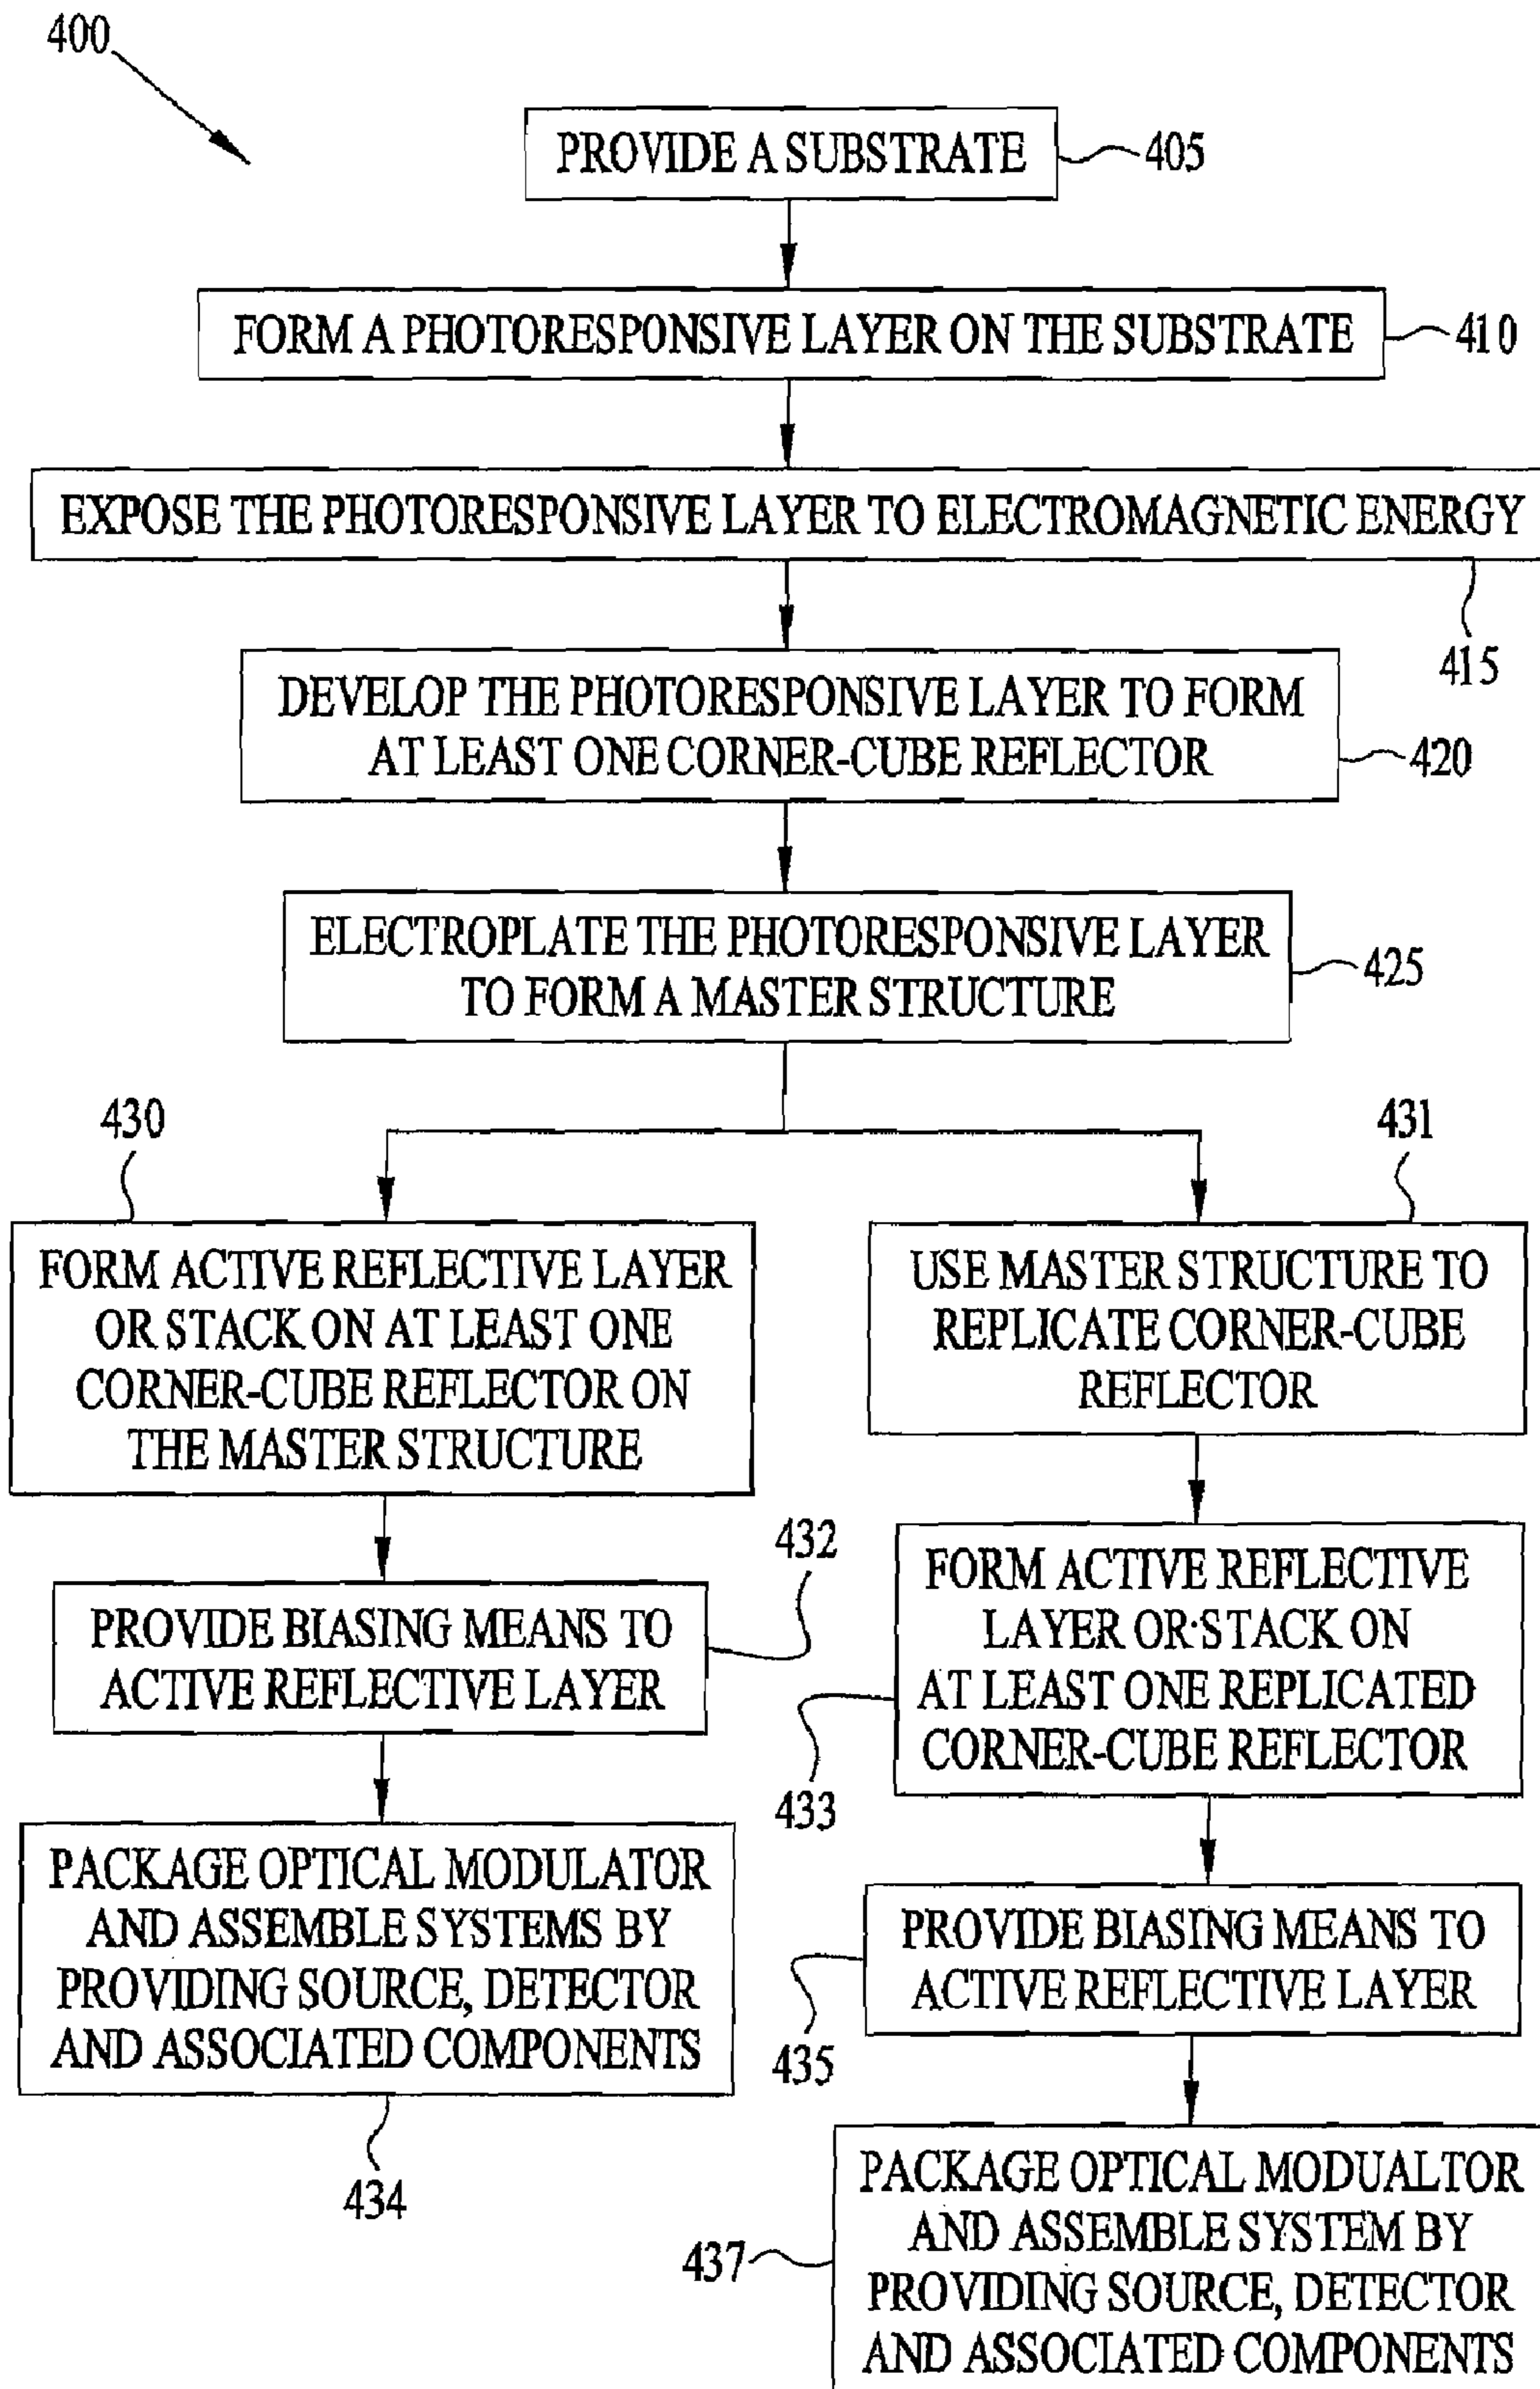 400
PROVIDE A SUBSTRATE
405
FORM A PHOTORESPONSIVE LAYER ON THE SUBSTRATE
410
EXPOSE THE PHOTORESPONSIVE LAYER TO ELECTROMAGNETIC ENERGY
415
DEVELOP THE PHOTORESPONSIVE LAYER TO FORM
AT LEAST ONE CORNER-CUBE REFLECTOR
420
ELECTROPLATE THE PHOTORESPONSIVE LAYER
TO FORM A MASTER STRUCTURE
425
430
FORM ACTIVE REFLECTIVE LAYER
OR STACK ON AT LEAST ONE
CORNER-CUBE REFLECTOR ON
THE MASTER STRUCTURE
432
PROVIDE BIASING MEANS TO
ACTIVE REFLECTIVE LAYER
PACKAGE OPTICAL MODULATOR
AND ASSEMBLE SYSTEMS BY
PROVIDING SOURCE, DETECTOR
AND ASSOCIATED COMPONENTS
434
431
USE MASTER STRUCTURE TO
REPLICATE CORNER-CUBE
REFLECTOR
FORM ACTIVE REFLECTIVE
LAYER OR STACK ON
AT LEAST ONE REPLICATED
CORNER-CUBE REFLECTOR
433
PROVIDE BIASING MEANS TO
ACTIVE REFLECTIVE LAYER
435
PACKAGE OPTICAL MODUALTOR
AND ASSEMBLE SYSTEM BY
PROVIDING SOURCE, DETECTOR
AND ASSOCIATED COMPONENTS
437